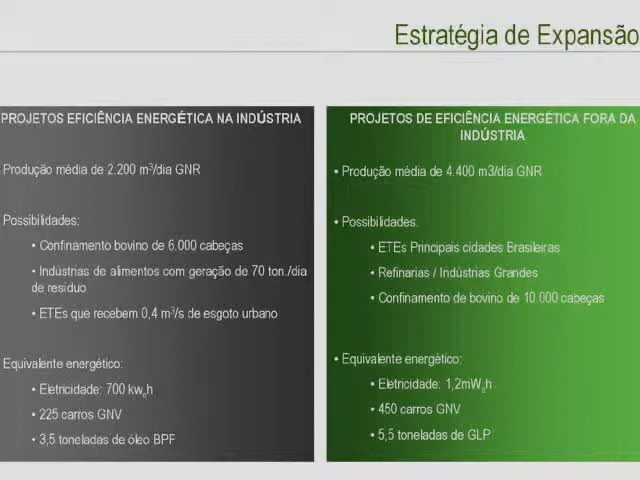 Estratégia de Expansão
PROJETOS EFICIÊNCIA ENERGÉTICA NA INDÚSTRIA
Produção média de 2.200 m³/dia GNR
Possibilidades:
• Confinamento bovino de 6.000 cabeças
• Indústrias de alimentos com geração de 70 ton./dia
de resíduo
• ETEs que recebem 0,4 m³/s de esgoto urbano
Equivalente energético:
• Eletricidade: 700 kwₑh
• 225 carros GNV
• 3,5 toneladas de óleo BPF
PROJETOS DE EFICIÊNCIA ENERGÉTICA FORA DA
INDÚSTRIA
• Produção média de 4.400 m3/dia GNR
• Possibilidades.
• ETEs Principais cidades Brasileiras
• Refinarias / Indústrias Grandes
• Confinamento de bovino de 10.000 cabeças
• Equivalente energético:
• Eletricidade: 1,2mWₑh
• 450 carros GNV
• 5,5 toneladas de GLP